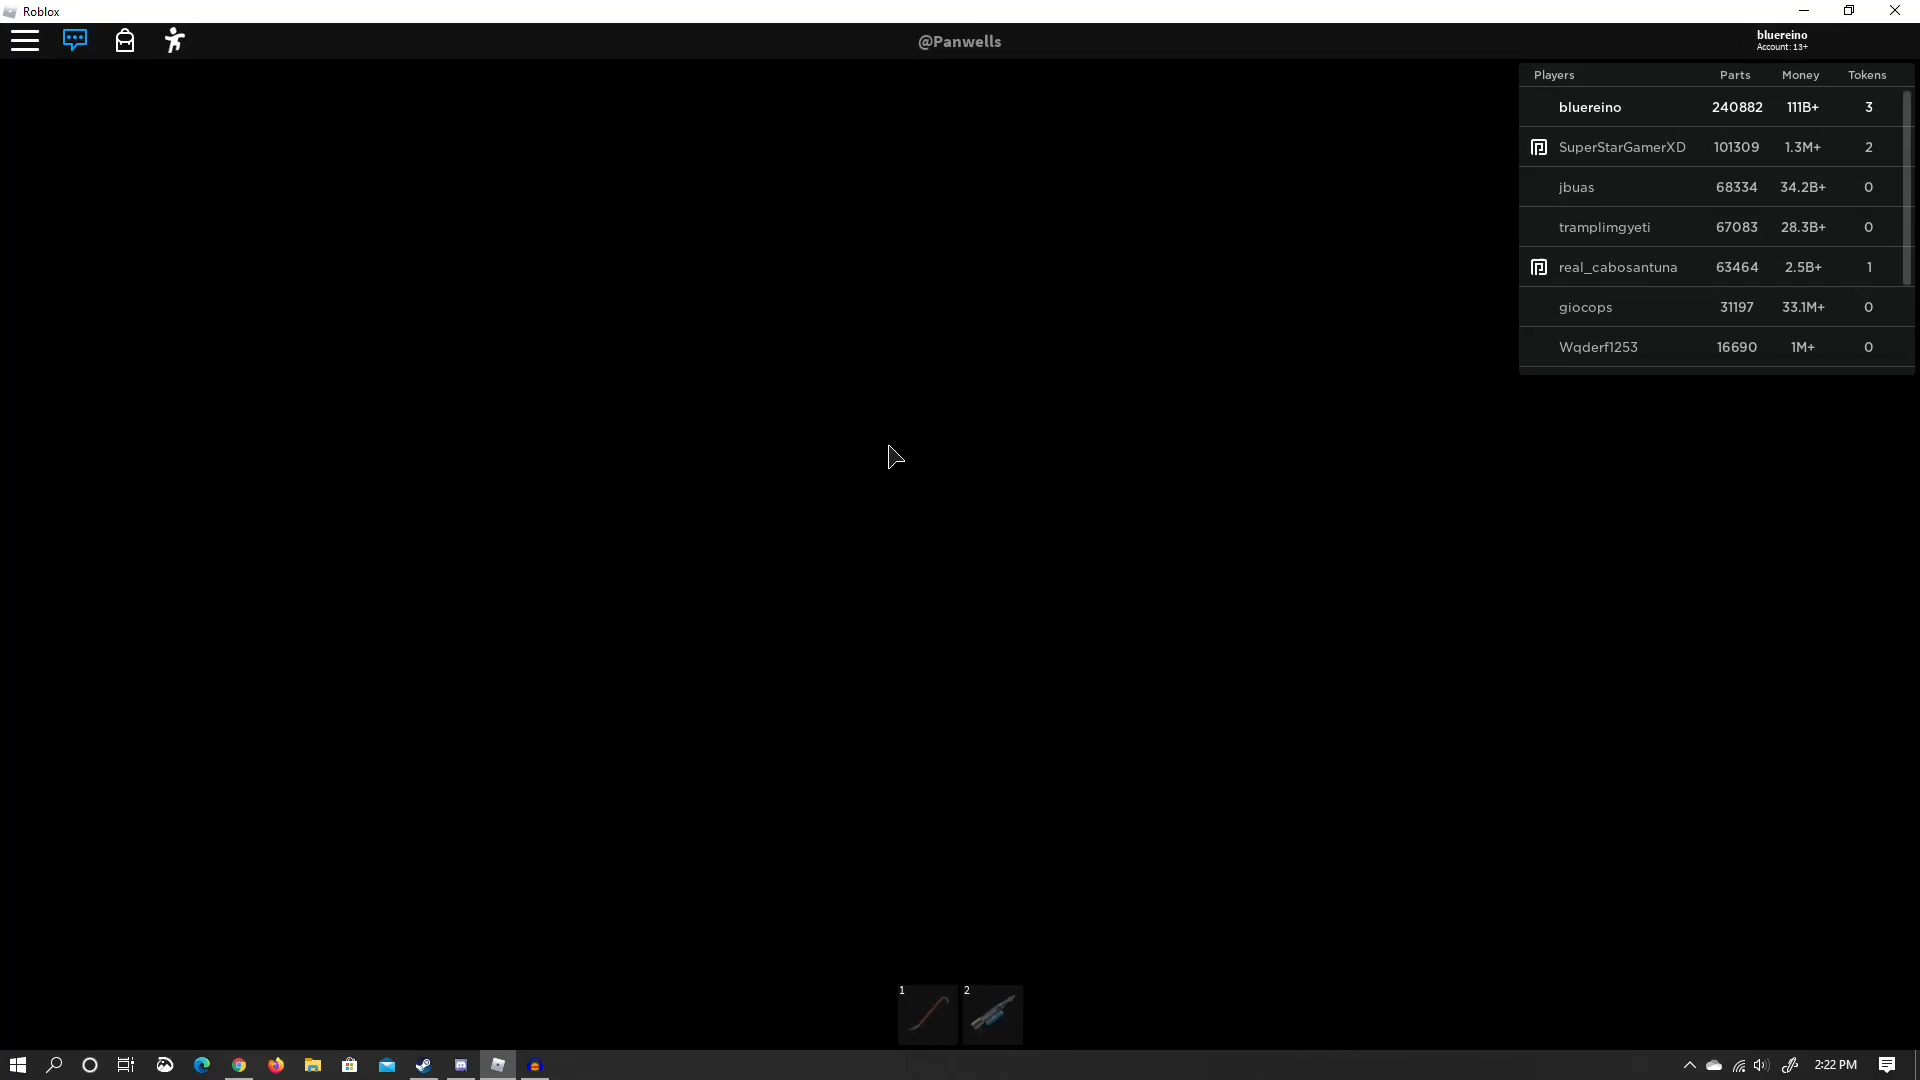 Roblox
@Panwells
bluereino
Account: 13+
Players Parts Money Tokens
bluereino 240882 111B+ 3
SuperStarGamerXD 101309 1.3M+ 2
jbuas 68334 34.2B+ 0
tramplimgyeti 67083 28.3B+ 0
real_cabosantuna 63464 2.5B+ 1
giocops 31197 33.1M+ 0
Wqderf1253 16690 1M+ 0
1 2
2:22 PM